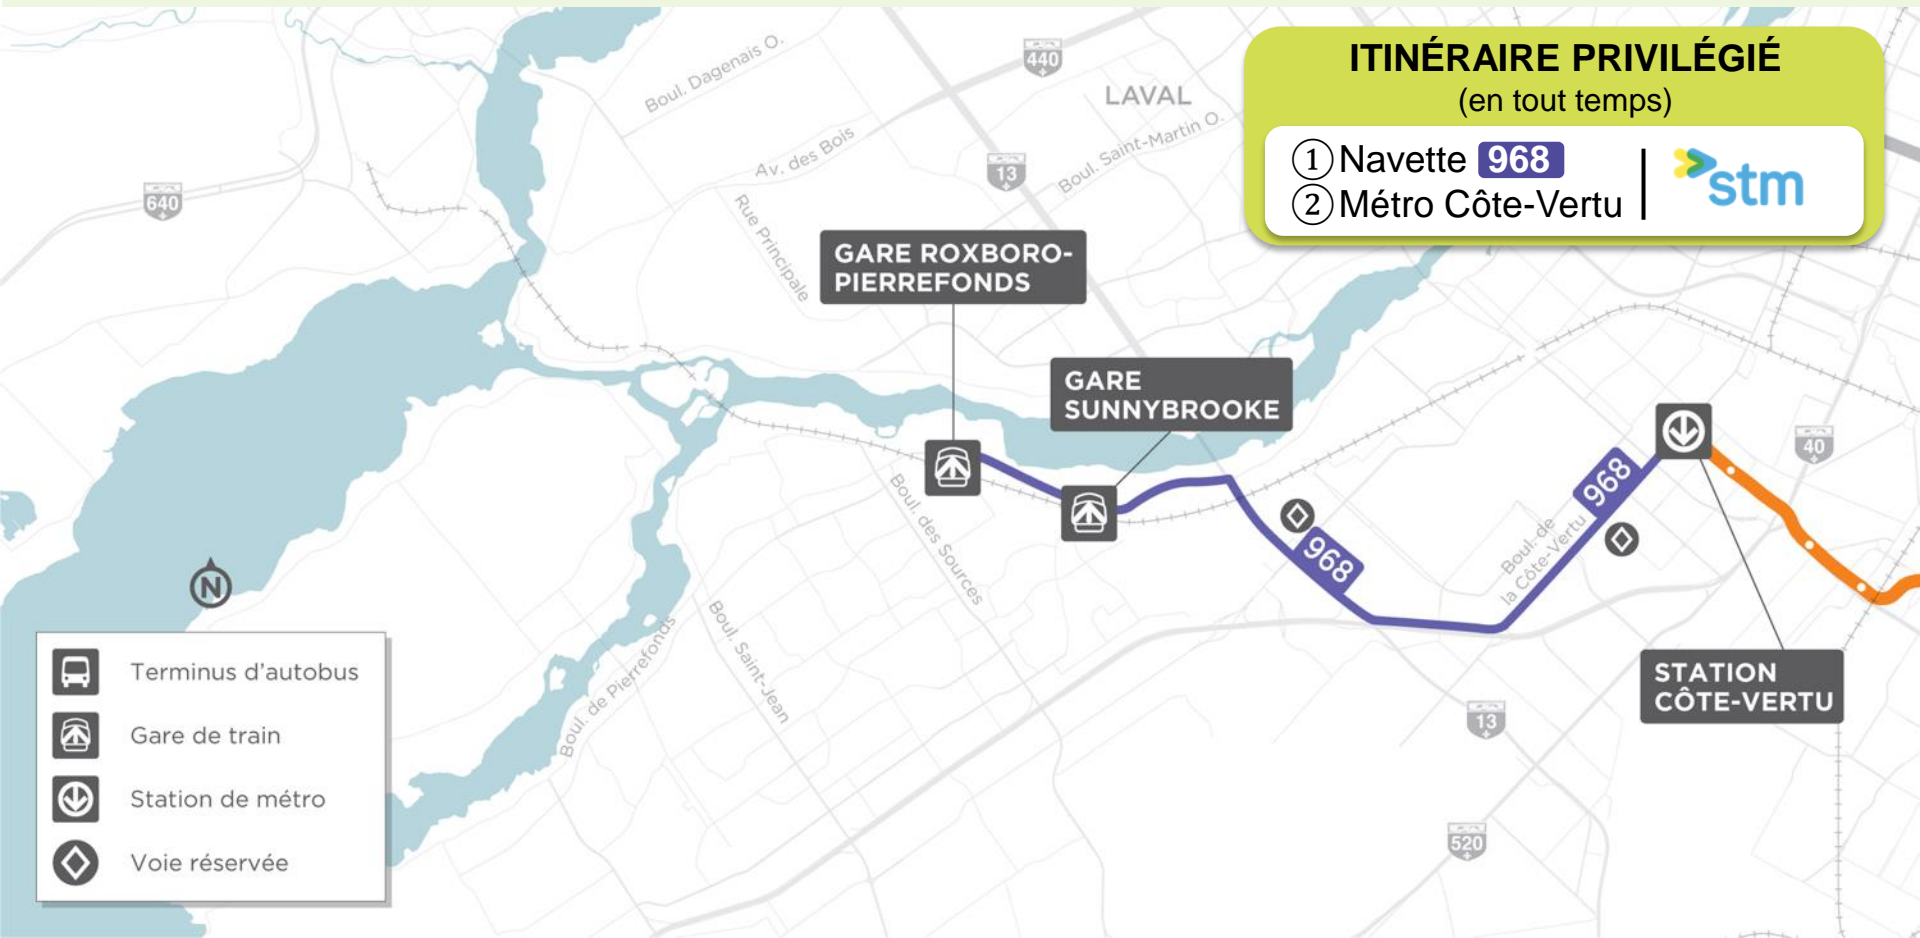 ITINÉRAIRE PRIVILÉGIÉ
(en tout temps)
① Navette 968
② Métro Côte-Vertu
stm
440
Boul. Dagenais O.
LAVAL
Boul. Saint-Martin O.
Av. des Bois
13
640
Rue Principale
GARE ROXBORO-
PIERREFONDS
GARE
SUNNYBROOKE
40
968
Boul. des Sources
Boul. de
la Côte-Vertu
968
N
Boul. de Pierrefonds
Boul. Saint-Jean
STATION
CÔTE-VERTU
13
520
Terminus d'autobus
Gare de train
Station de métro
Voie réservée